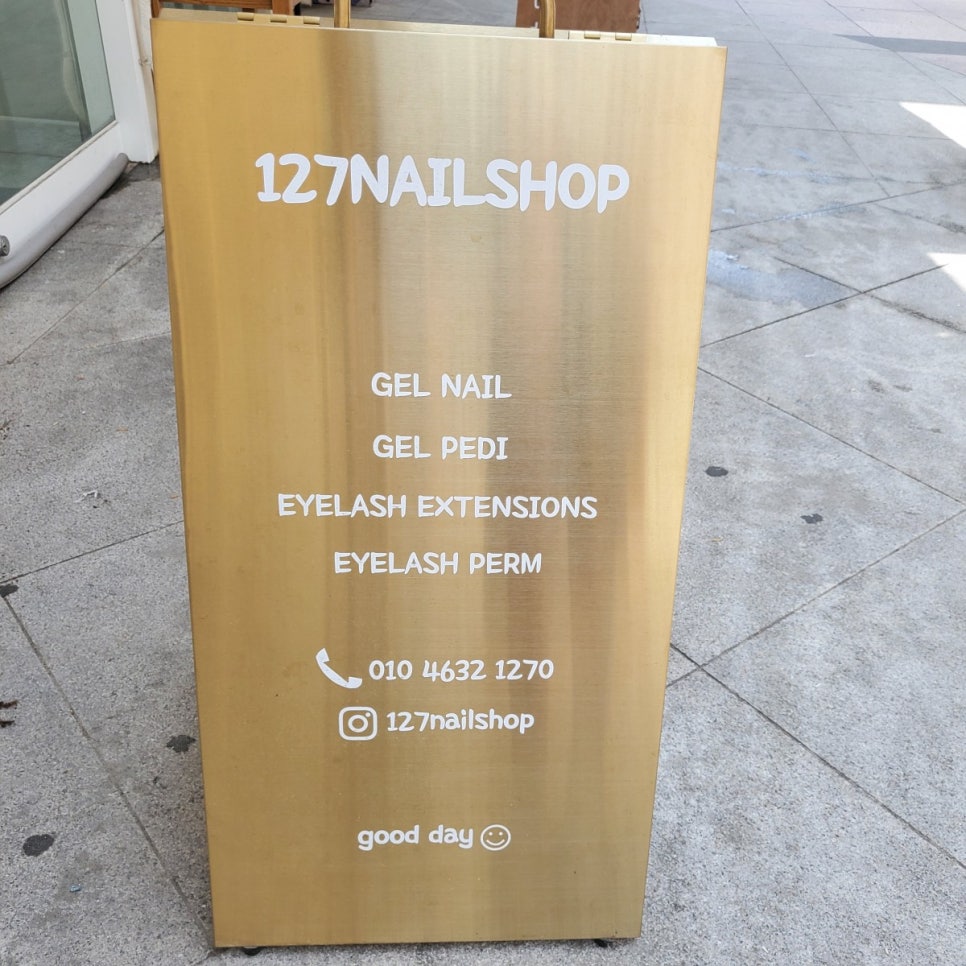 127NAILSHOP
GEL NAIL
GEL PEDI
EYELASH EXTENSIONS
EYELASH PERM
010 4632 1270
127nailshop
good day